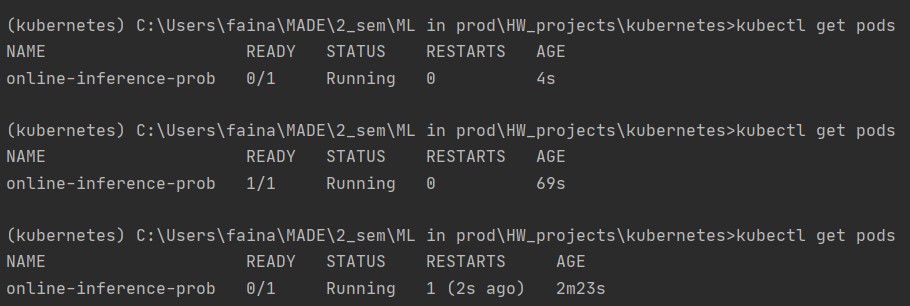 (kubernetes) C:\Users\faina\MADE\2_sem\ML in prod\HW_projects\kubernetes>kubectl get pods
NAME                    READY   STATUS    RESTARTS   AGE
online-inference-prob   0/1     Running   0          4s
(kubernetes) C:\Users\faina\MADE\2_sem\ML in prod\HW_projects\kubernetes>kubectl get pods
NAME                    READY   STATUS    RESTARTS   AGE
online-inference-prob   1/1     Running   0          69s
(kubernetes) C:\Users\faina\MADE\2_sem\ML in prod\HW_projects\kubernetes>kubectl get pods
NAME                    READY   STATUS    RESTARTS     AGE
online-inference-prob   0/1     Running   1 (2s ago)   2m23s